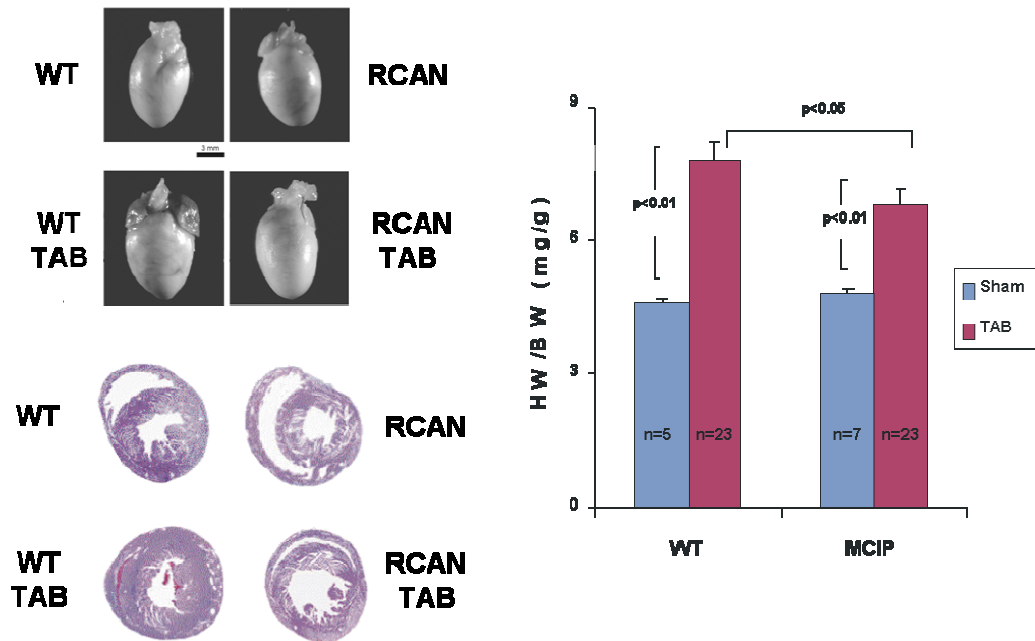 WT
RCAN
3 mm
WT
TAB
RCAN
TAB
WT
RCAN
WT
TAB
RCAN
TAB
9
6
3
0
HW/BW (mg/g)
p<0.05
p<0.01
p<0.01
n=5
n=23
n=7
n=23
WT
MCIP
Sham
TAB